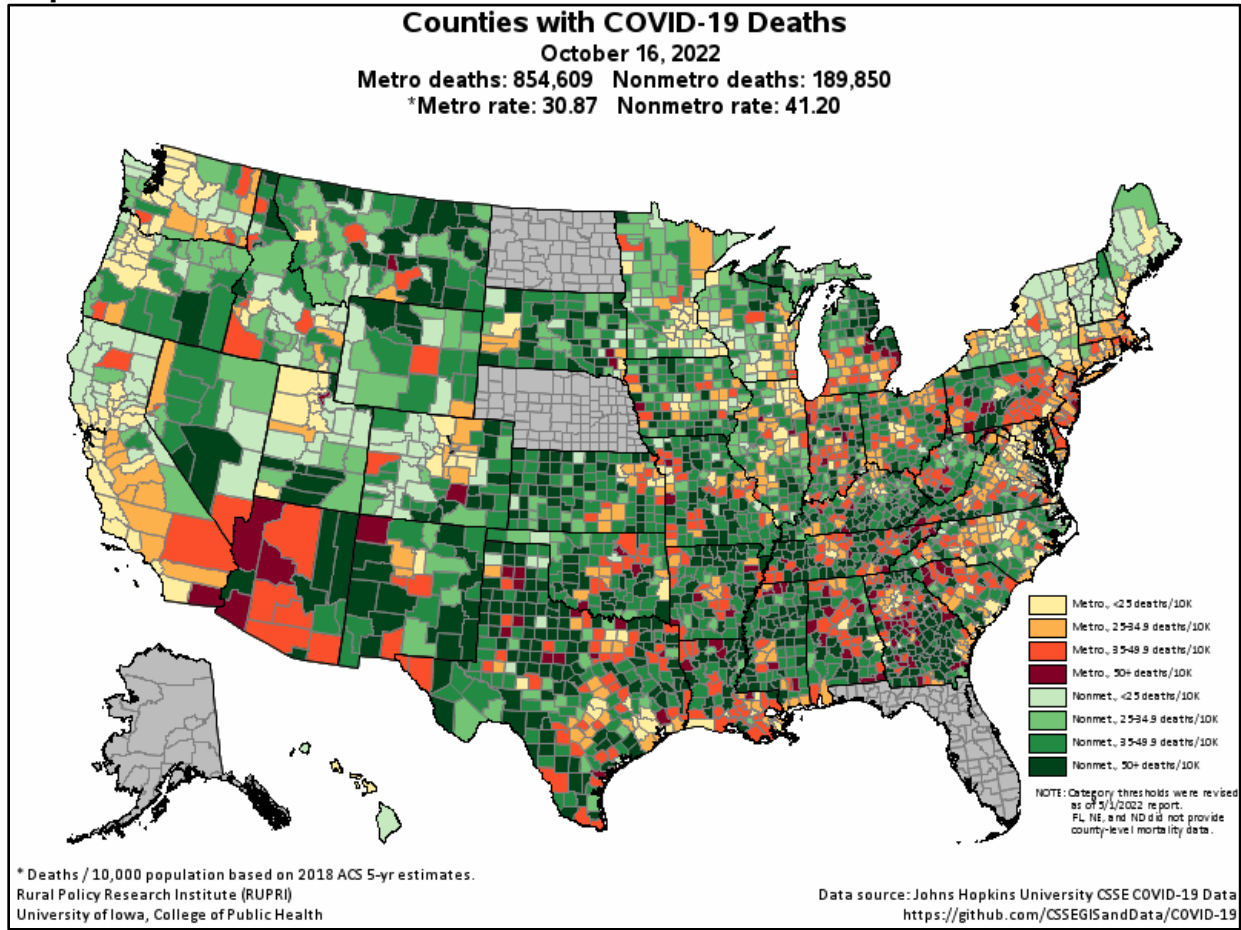 Counties with COVID-19 Deaths
October 16, 2022
Metro deaths: 854,609 Nonmetro deaths: 189,850
*Metro rate: 30.87 Nonmetro rate: 41.20
Metro., <25 deaths/10K
Metro., 25-34.9 deaths/10K
Metro., 35-49.9 deaths/10K
Metro., 50+ deaths/10K
Nonmet., <25 deaths/10K
Nonmet., 25-34.9 deaths/10K
Nonmet., 35-49.9 deaths/10K
Nonmet., 50+ deaths/10K
NOTE: Category thresholds were revised
as of 5/1/2022 report.
FL, NE, and ND did not provide
county-level mortality data.
* Deaths / 10,000 population based on 2018 ACS 5-yr estimates.
Rural Policy Research Institute (RUPRI)
University of Iowa, College of Public Health
Data source: Johns Hopkins University CSSE COVID-19 Data
https://github.com/CSSEGISandData/COVID-19